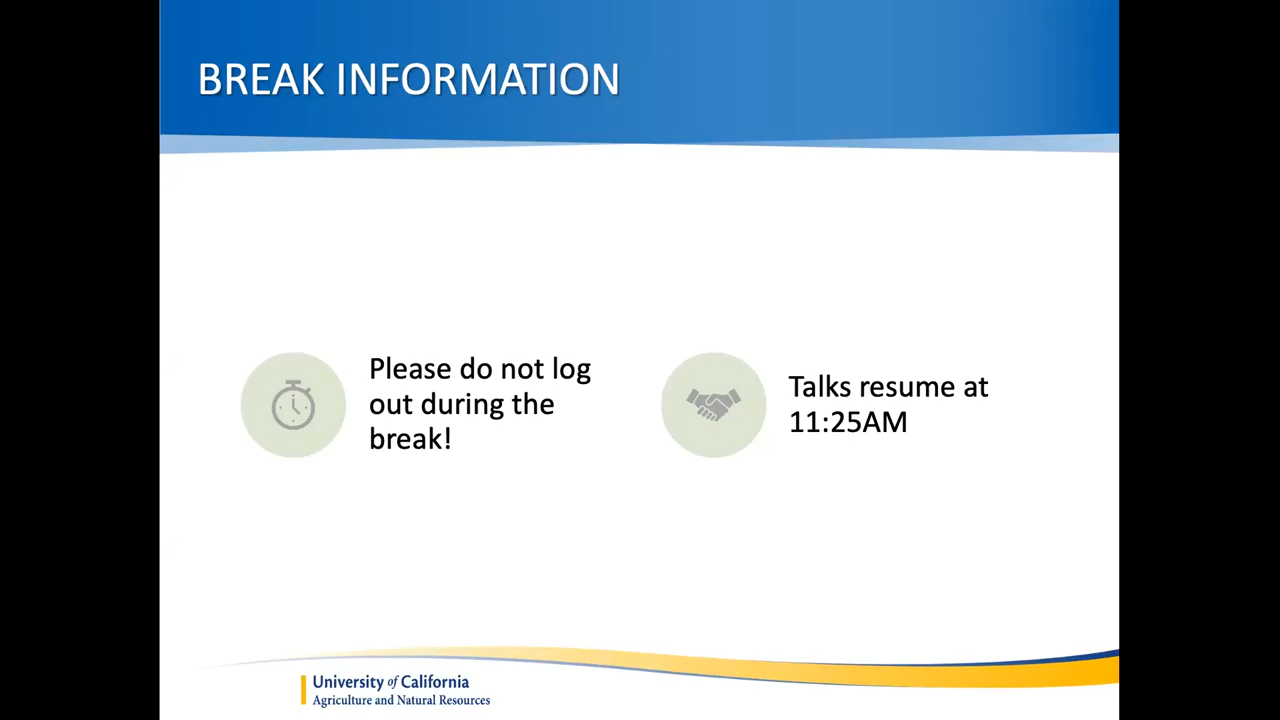 BREAK INFORMATION
Please do not log
out during the
break!
Talks resume at
11:25AM
University of California
Agriculture and Natural Resources